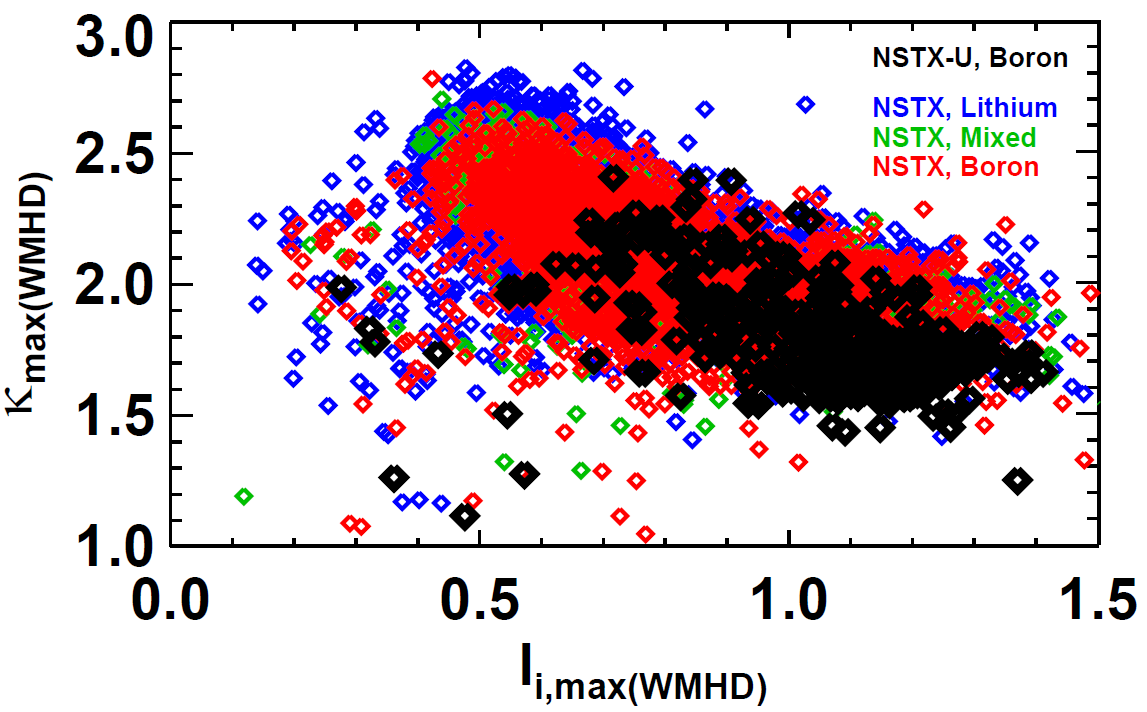 3.0
NSTX-U, Boron
NSTX, Lithium
NSTX, Mixed
NSTX, Boron
2.5
κmax(WMHD)
2.0
1.5
1.0
0.0 0.5 1.0 1.5
li,max(WMHD)